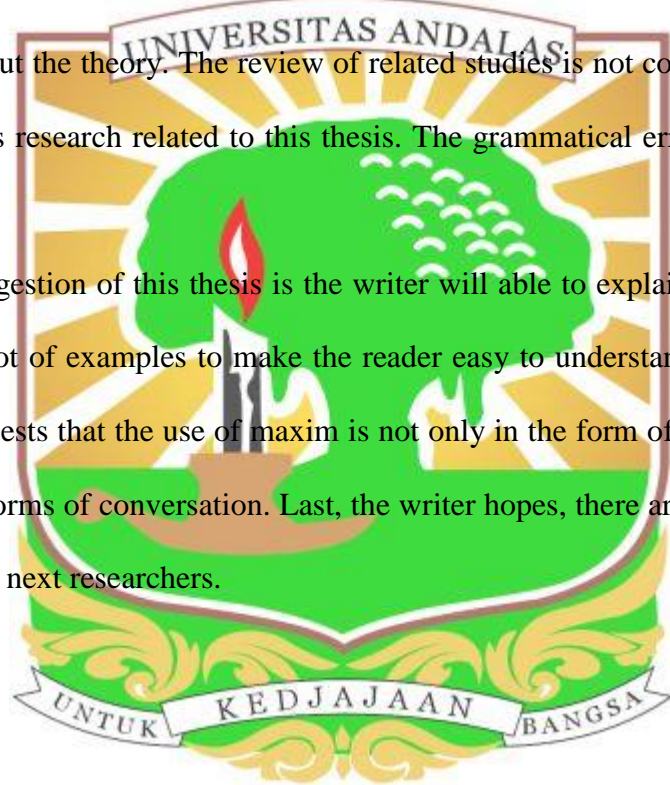 UNIVERSITAS ANDALAS
ut the theory. The review of related studies is not co
s research related to this thesis. The grammatical er
gestion of this thesis is the writer will able to explai
ot of examples to make the reader easy to understan
ests that the use of maxim is not only in the form of
orms of conversation. Last, the writer hopes, there ar
next researchers.
UNTUK KEDJAJAAN BANGSA